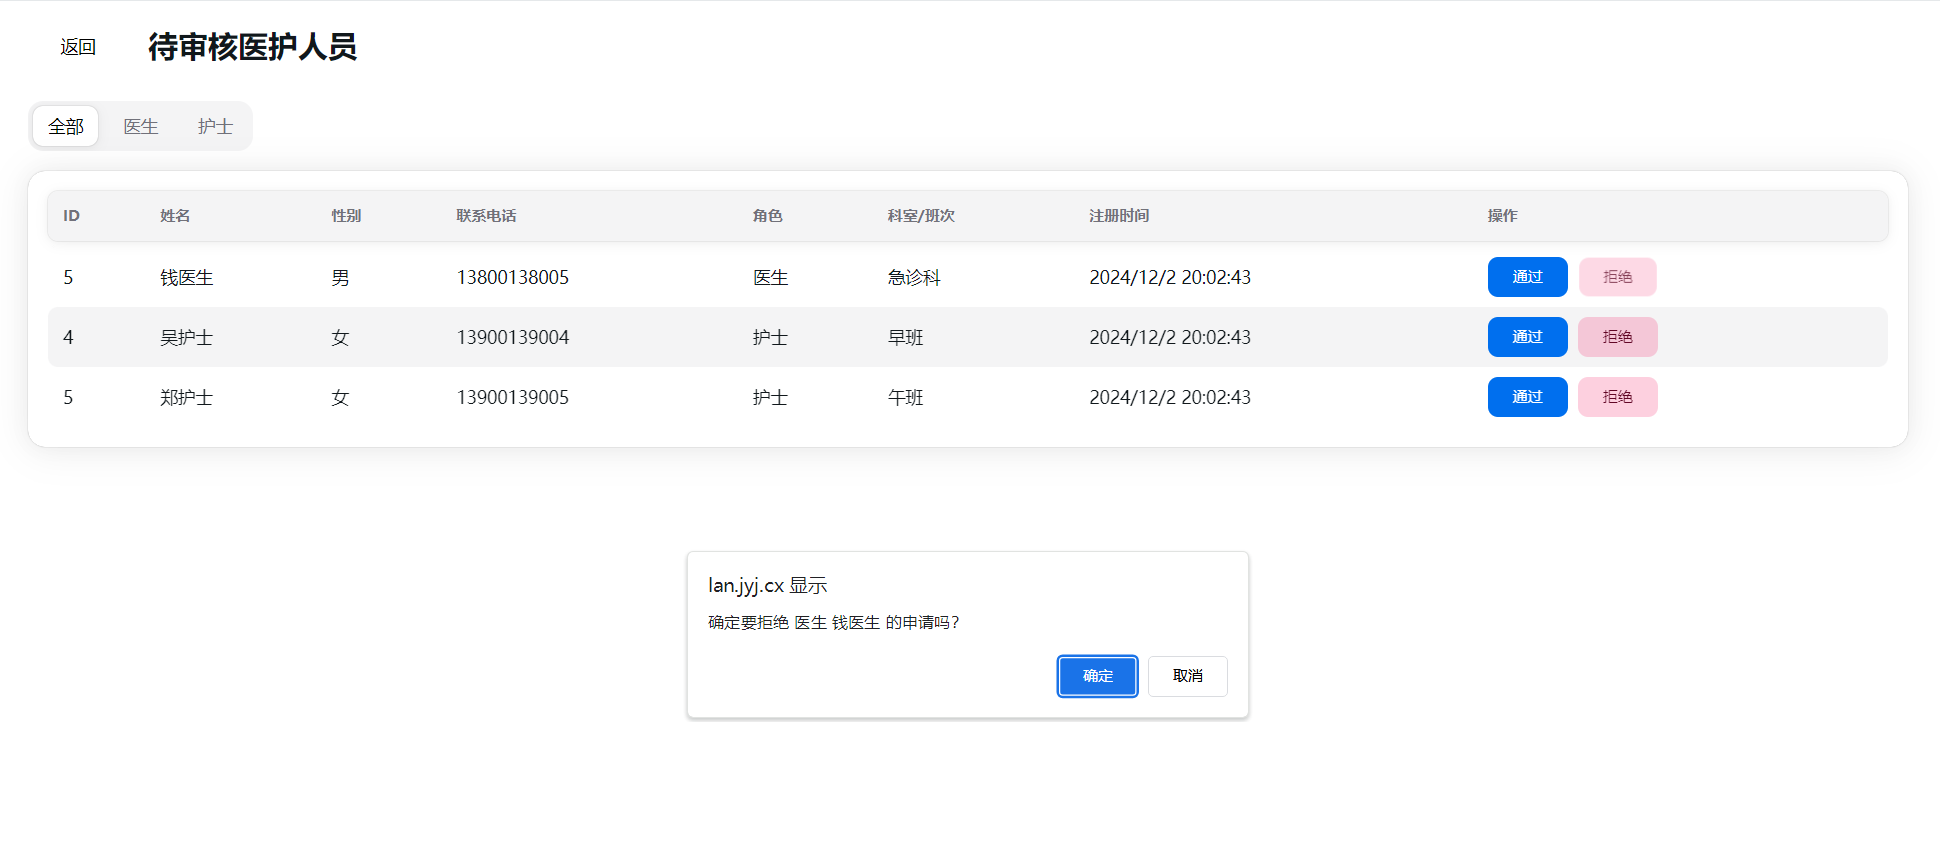 返回 待审核医护人员
全部 医生 护士
ID 姓名 性别 联系电话 角色 科室/班次 注册时间 操作
5 钱医生 男 13800138005 医生 急诊科 2024/12/2 20:02:43 通过 拒绝
4 吴护士 女 13900139004 护士 早班 2024/12/2 20:02:43 通过 拒绝
5 郑护士 女 13900139005 护士 午班 2024/12/2 20:02:43 通过 拒绝
lan.jyj.cx 显示
确定要拒绝 医生 钱医生 的申请吗？
确定 取消